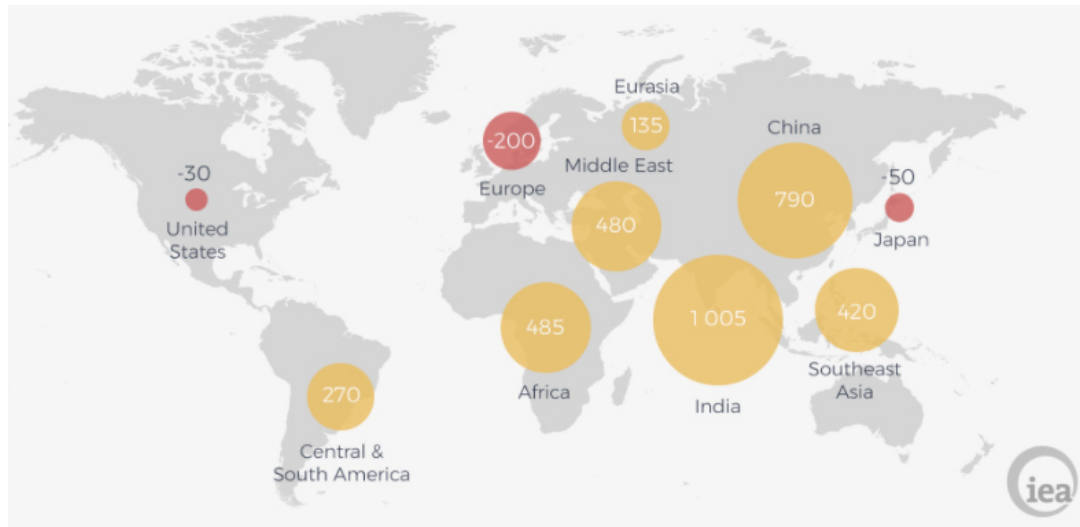 Eurasia
135
China
-200
Middle East
-30
Europe
790
-50
United
States
480
Japan
1 005
420
485
Southeast
Asia
Africa
270
India
Central &
South America
iea